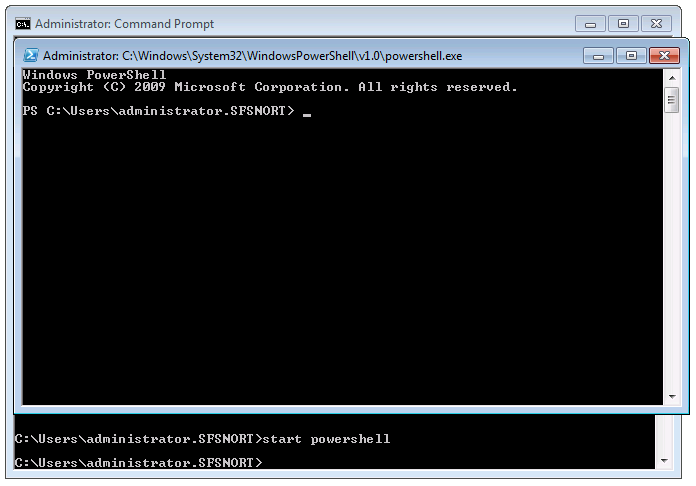 Administrator: Command Prompt
Administrator: C:\Windows\System32\WindowsPowerShell\v1.0\powershell.exe
Windows PowerShell
Copyright (C) 2009 Microsoft Corporation. All rights reserved.
PS C:\Users\administrator.SFSNORT> _
C:\Users\administrator.SFSNORT>start powershell
C:\Users\administrator.SFSNORT>